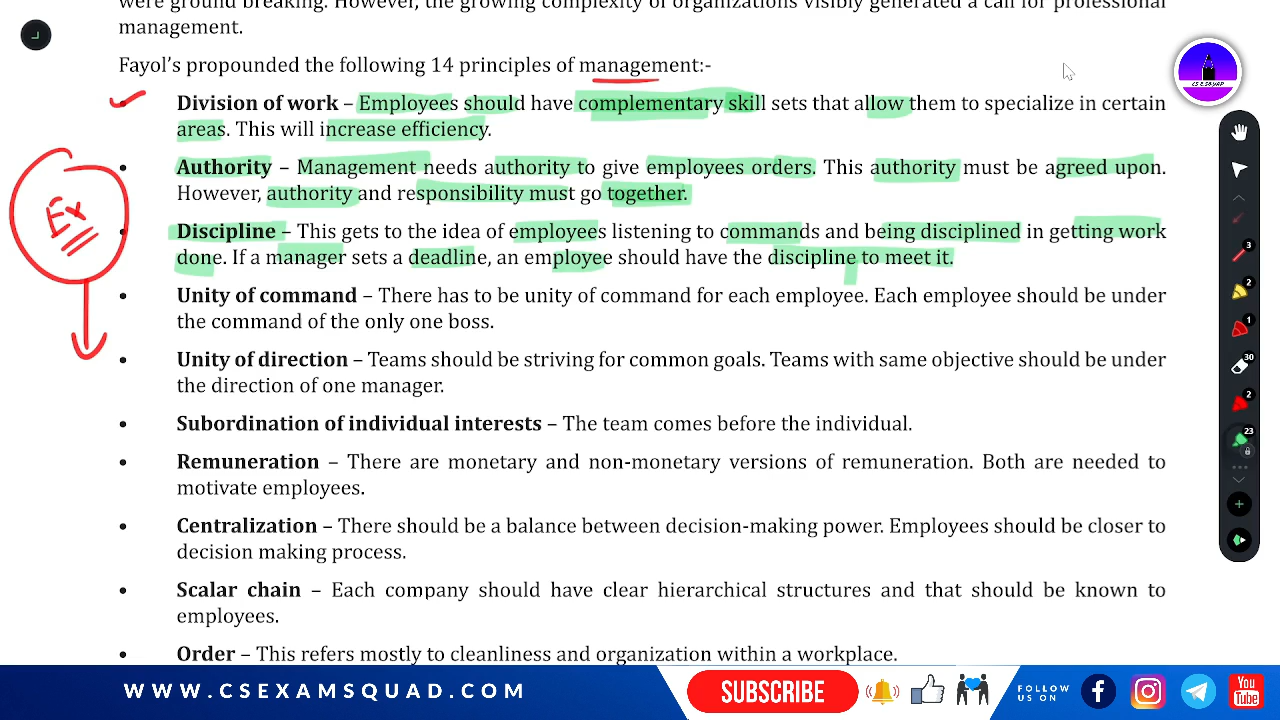 were ground breaking. However, the growing complexity of organizations visibly generated a call for professional
management.
Fayol's propounded the following 14 principles of management:-
• Division of work – Employees should have complementary skill sets that allow them to specialize in certain
areas. This will increase efficiency.
• Authority – Management needs authority to give employees orders. This authority must be agreed upon.
However, authority and responsibility must go together.
Ex
• Discipline – This gets to the idea of employees listening to commands and being disciplined in getting work
done. If a manager sets a deadline, an employee should have the discipline to meet it.
• Unity of command – There has to be unity of command for each employee. Each employee should be under
the command of the only one boss.
• Unity of direction – Teams should be striving for common goals. Teams with same objective should be under
the direction of one manager.
• Subordination of individual interests – The team comes before the individual.
• Remuneration – There are monetary and non-monetary versions of remuneration. Both are needed to
motivate employees.
• Centralization – There should be a balance between decision-making power. Employees should be closer to
decision making process.
• Scalar chain – Each company should have clear hierarchical structures and that should be known to
employees.
• Order – This refers mostly to cleanliness and organization within a workplace.
CS EXAM SQUAD
3
2
1
30
2
23
WWW.CSEXAMSQUAD.COM
SUBSCRIBE
FOLLOW
US ON
You
Tube